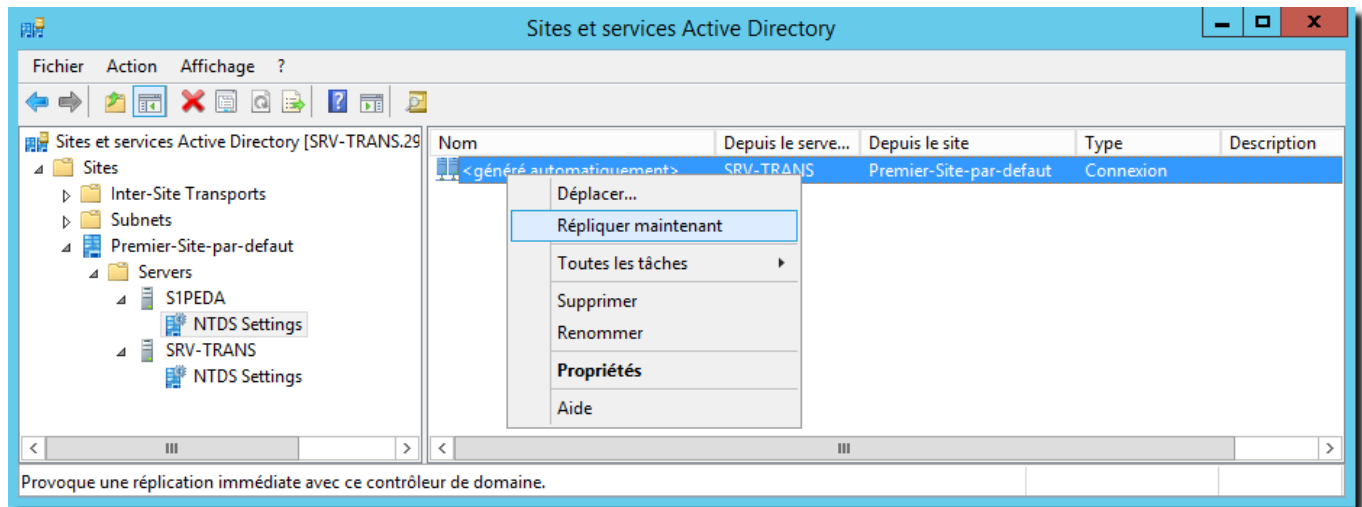 Sites et services Active Directory
Fichier Action Affichage ?
Sites et services Active Directory [SRV-TRANS.29
Sites
Inter-Site Transports
Subnets
Premier-Site-par-defaut
Servers
S1PEDA
NTDS Settings
SRV-TRANS
NTDS Settings
Nom Depuis le serve... Depuis le site Type Description
<généré automatiquement> SRV-TRANS Premier-Site-par-defaut Connexion
Déplacer...
Répliquer maintenant
Toutes les tâches
Supprimer
Renommer
Propriétés
Aide
Provoque une réplication immédiate avec ce contrôleur de domaine.